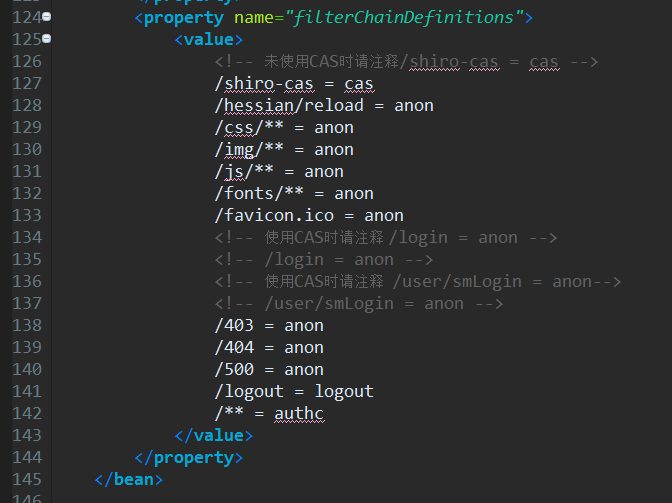 124 <property name="filterChainDefinitions">
125 <value>
126 <!-- 未使用CAS时请注释/shiro-cas = cas -->
127 /shiro-cas = cas
128 /hessian/reload = anon
129 /css/** = anon
130 /img/** = anon
131 /js/** = anon
132 /fonts/** = anon
133 /favicon.ico = anon
134 <!-- 使用CAS时请注释 /login = anon -->
135 <!-- /login = anon -->
136 <!-- 使用CAS时请注释 /user/smLogin = anon-->
137 <!-- /user/smLogin = anon -->
138 /403 = anon
139 /404 = anon
140 /500 = anon
141 /logout = logout
142 /** = authc
143 </value>
144 </property>
145 </bean>